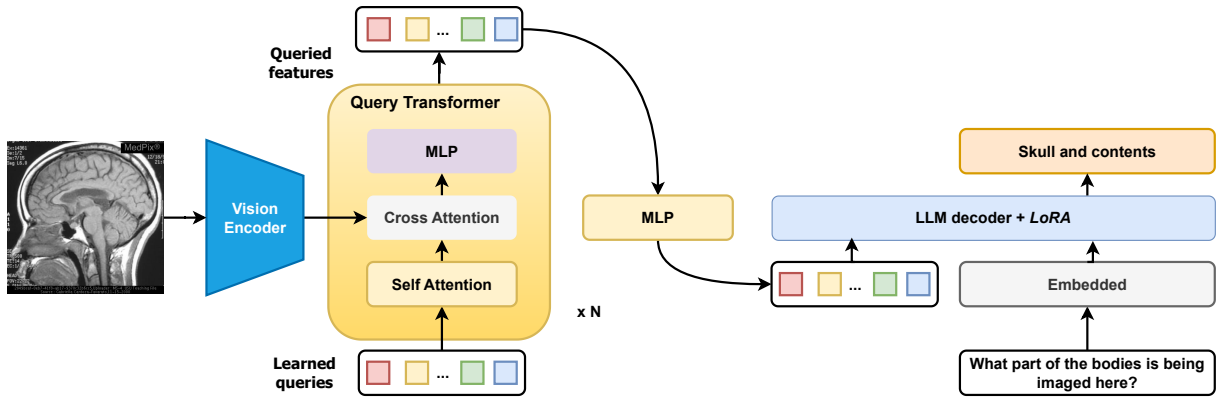 Queried
features
...
Query Transformer
MLP
Cross Attention
Self Attention
x N
Learned
queries
...
MedPix®
Vision
Encoder
MLP
...
Skull and contents
LLM decoder + LoRA
Embedded
What part of the bodies is being
imaged here?